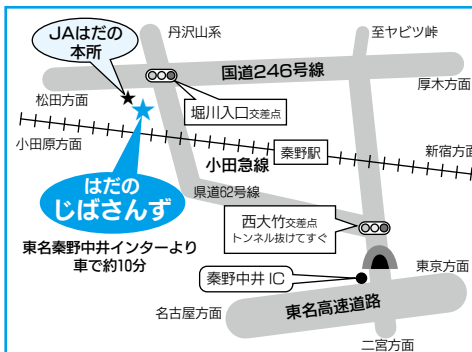 丹沢山系
至ヤビツ峠
JAはだの
本所
国道246号線
松田方面
厚木方面
堀川入口交差点
小田原方面
小田急線
秦野駅
新宿方面
はだの
じばさんず
県道62号線
西大竹交差点
トンネル抜けてすぐ
東名秦野中井インターより
車で約10分
秦野中井IC
東京方面
東名高速道路
名古屋方面
二宮方面